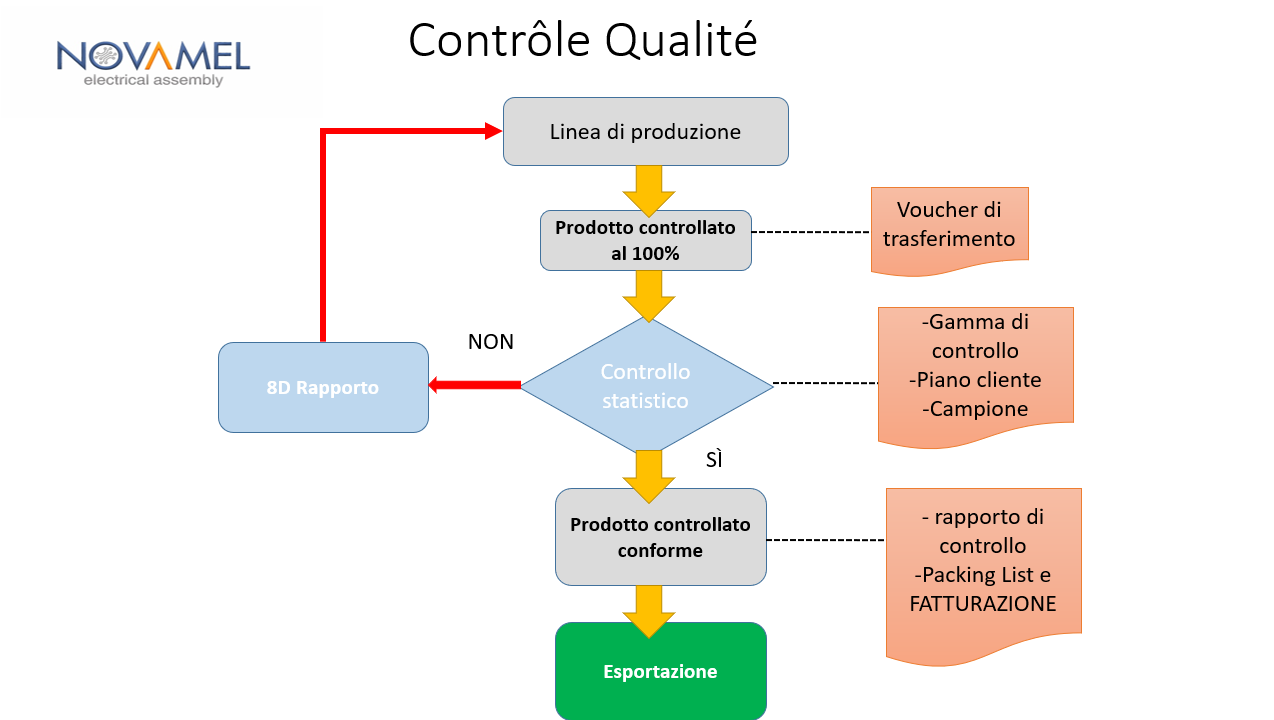 NOVAMEL
electrical assembly
Contrôle Qualité
Linea di produzione
Prodotto controllato
al 100%
Voucher di
trasferimento
-Gamma di
controllo
-Piano cliente
-Campione
NON
8D Rapporto
Controllo
statistico
SÌ
Prodotto controllato
conforme
- rapporto di
controllo
-Packing List e
FATTURAZIONE
Esportazione